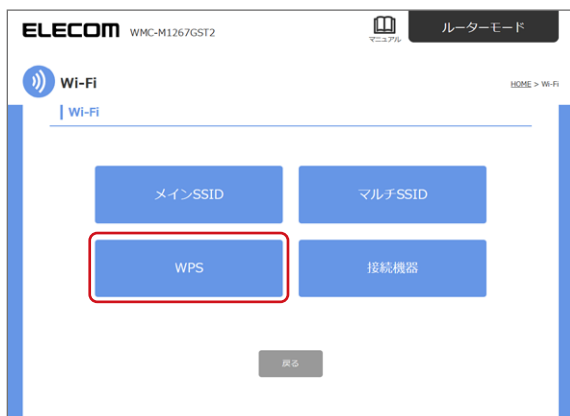 ELECOM WMC-M1267GST2
マニュアル
ルーターモード
Wi-Fi
HOME > Wi-Fi
Wi-Fi
メインSSID
マルチSSID
WPS
接続機器
戻る